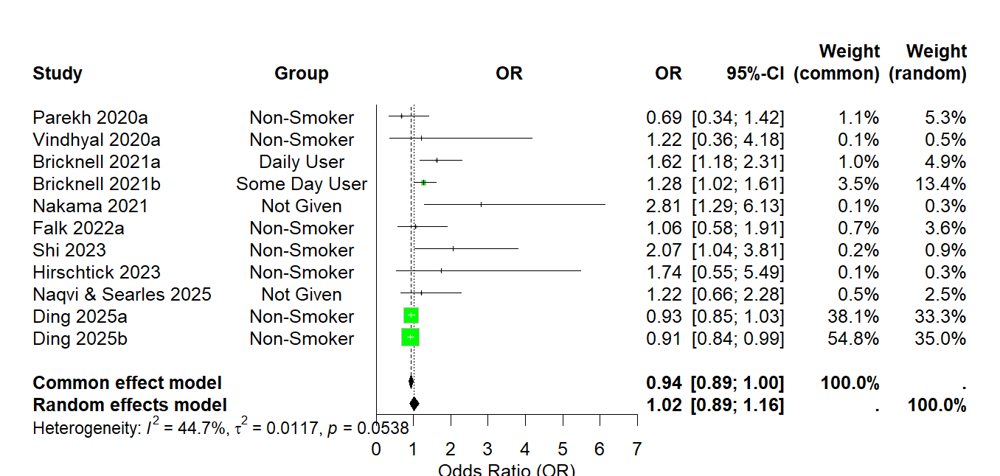 Weight Weight
Study Group OR OR 95%-CI (common) (random)
Parekh 2020a Non-Smoker 0.69 [0.34; 1.42] 1.1% 5.3%
Vindhyal 2020a Non-Smoker 1.22 [0.36; 4.18] 0.1% 0.5%
Bricknell 2021a Daily User 1.62 [1.18; 2.31] 1.0% 4.9%
Bricknell 2021b Some Day User 1.28 [1.02; 1.61] 3.5% 13.4%
Nakama 2021 Not Given 2.81 [1.29; 6.13] 0.1% 0.3%
Falk 2022a Non-Smoker 1.06 [0.58; 1.91] 0.7% 3.6%
Shi 2023 Non-Smoker 2.07 [1.04; 3.81] 0.2% 0.9%
Hirschtick 2023 Non-Smoker 1.74 [0.55; 5.49] 0.1% 0.3%
Naqvi & Searles 2025 Not Given 1.22 [0.66; 2.28] 0.5% 2.5%
Ding 2025a Non-Smoker 0.93 [0.85; 1.03] 38.1% 33.3%
Ding 2025b Non-Smoker 0.91 [0.84; 0.99] 54.8% 35.0%
Common effect model 0.94 [0.89; 1.00] 100.0% .
Random effects model 1.02 [0.89; 1.16] . 100.0%
Heterogeneity: I² = 44.7%, τ² = 0.0117, p = 0.0538
0 1 2 3 4 5 6 7
Odds Ratio (OR)